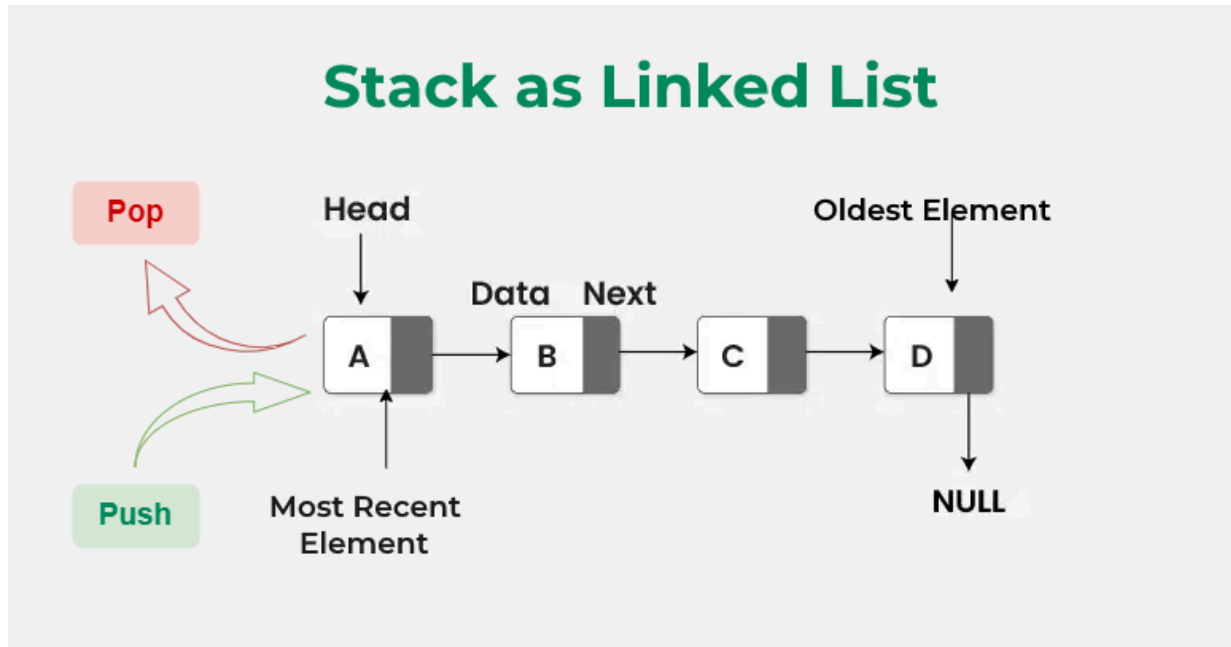 Stack as Linked List
Pop
Head
Oldest Element
Data Next
A
B
C
D
Push
Most Recent
Element
NULL